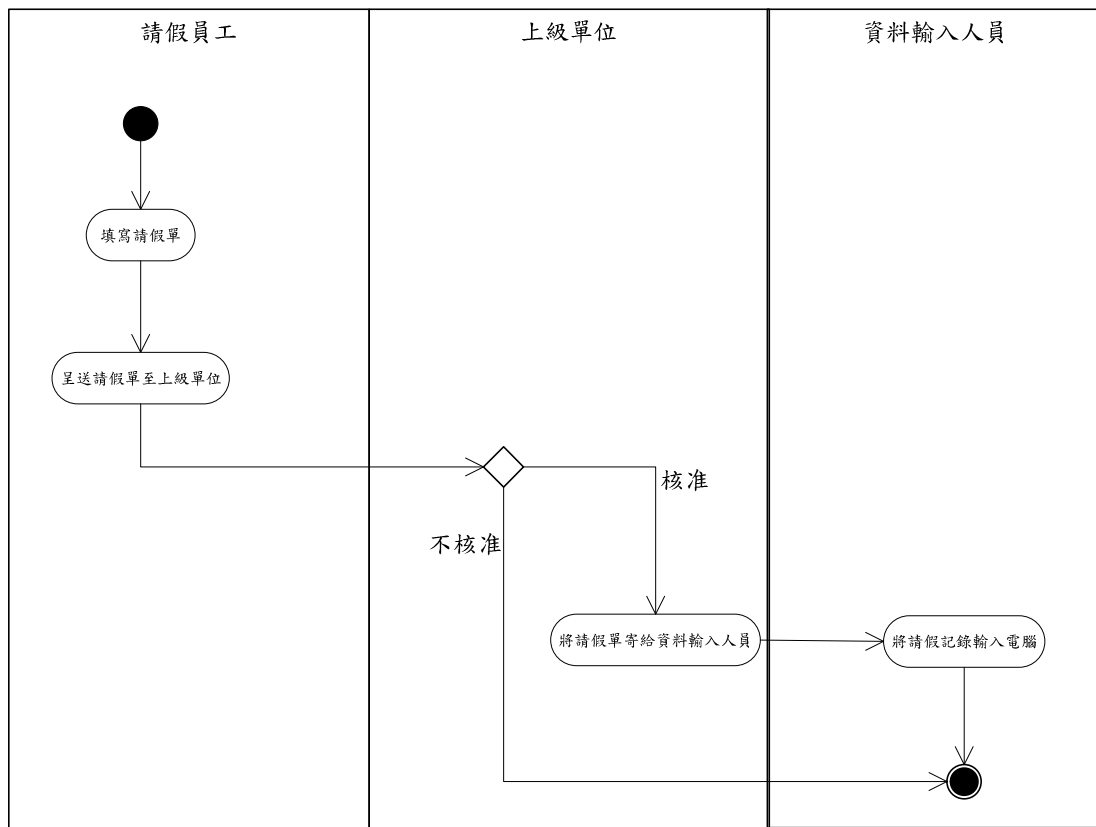 請假員工
上級單位
資料輸入人員
填寫請假單
呈送請假單至上級單位
核准
不核准
將請假單寄給資料輸入人員
將請假記錄輸入電腦